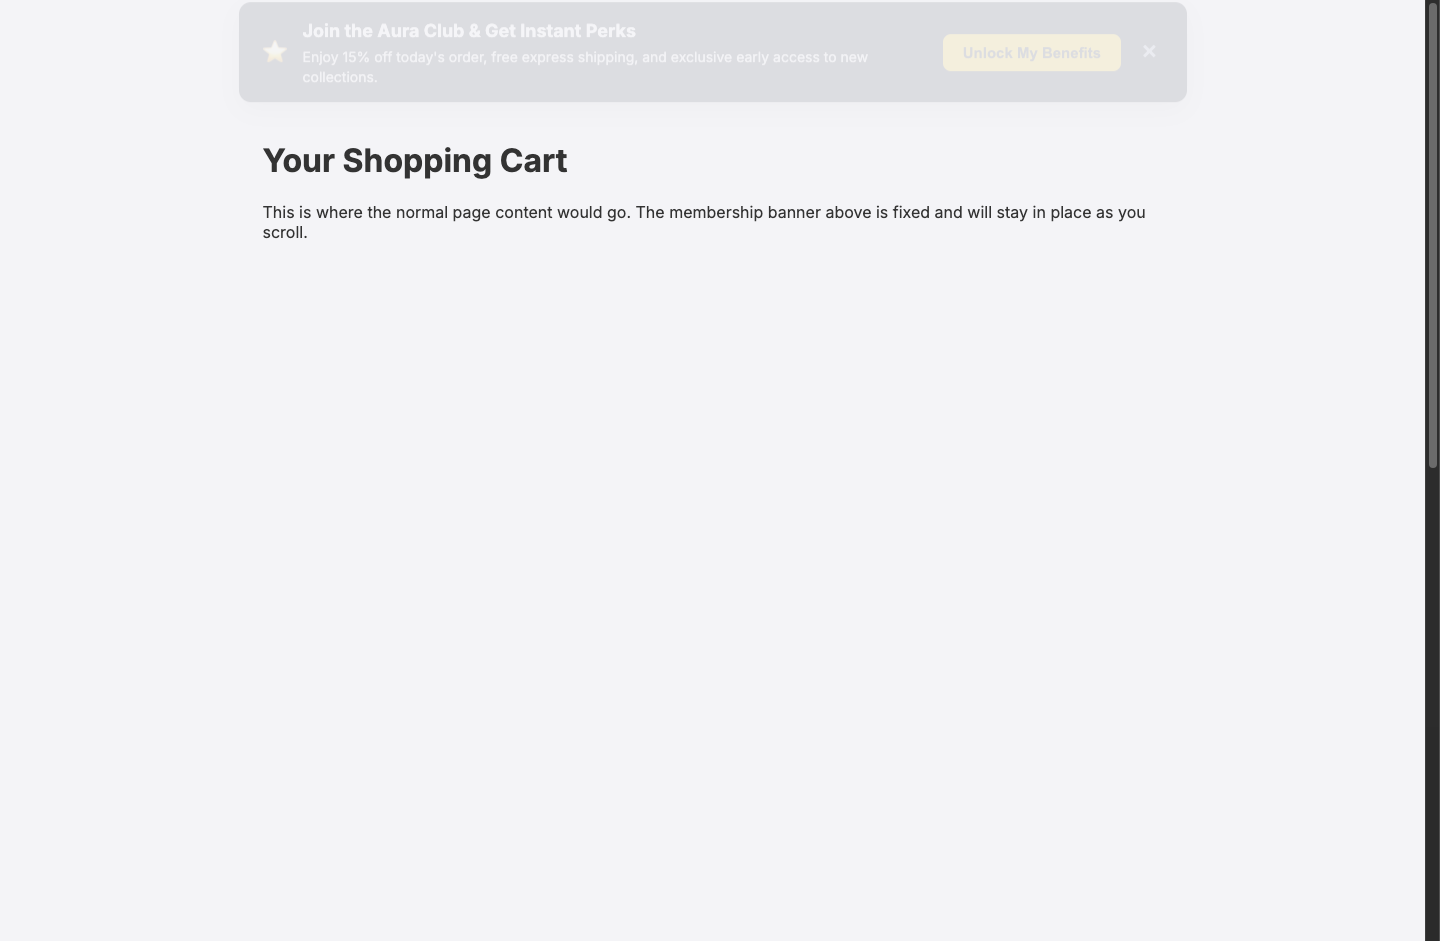 Join the Aura Club & Get Instant Perks
Enjoy 15% off today's order, free express shipping, and exclusive early access to new
collections.
Unlock My Benefits
Your Shopping Cart
This is where the normal page content would go. The membership banner above is fixed and will stay in place as you
scroll.